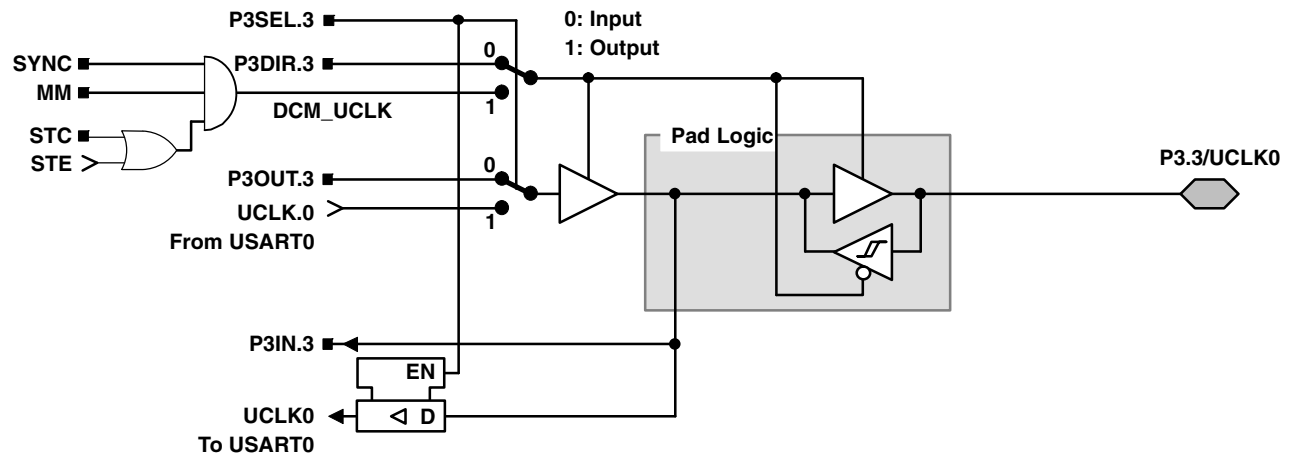 P3SEL.3
0: Input
1: Output
SYNC
P3DIR.3
0
MM
1
DCM_UCLK
STC
Pad Logic
STE
P3.3/UCLK0
0
P3OUT.3
UCLK.0
1
From USART0
P3IN.3
EN
UCLK0
D
To USART0